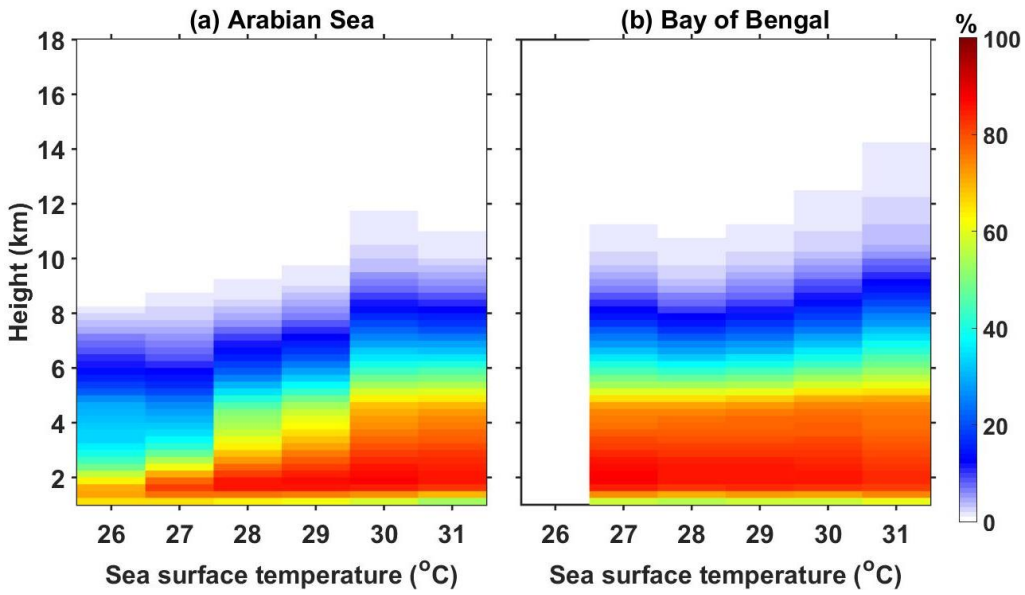 (a) Arabian Sea
(b) Bay of Bengal
%
Height (km)
18
16
14
12
10
8
6
4
2
26 27 28 29 30 31
26 27 28 29 30 31
Sea surface temperature (°C)
Sea surface temperature (°C)
100
80
60
40
20
0